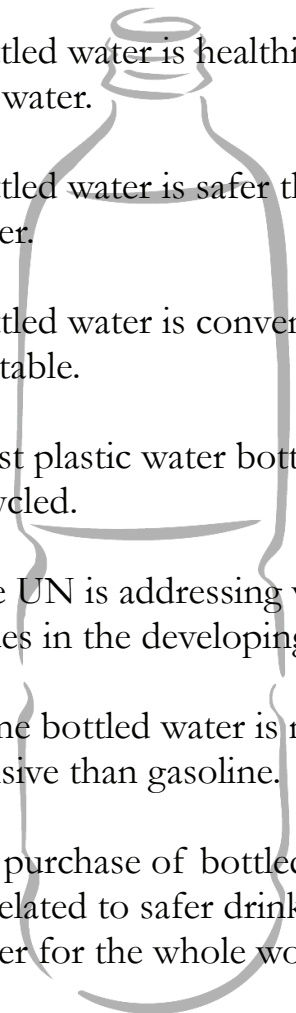 tled water is healthi
water.
tled water is safer th
er.
tled water is conver
table.
st plastic water bott
ycled.
e UN is addressing v
es in the developing
ne bottled water is r
sive than gasoline.
purchase of bottled
elated to safer drink
er for the whole wo